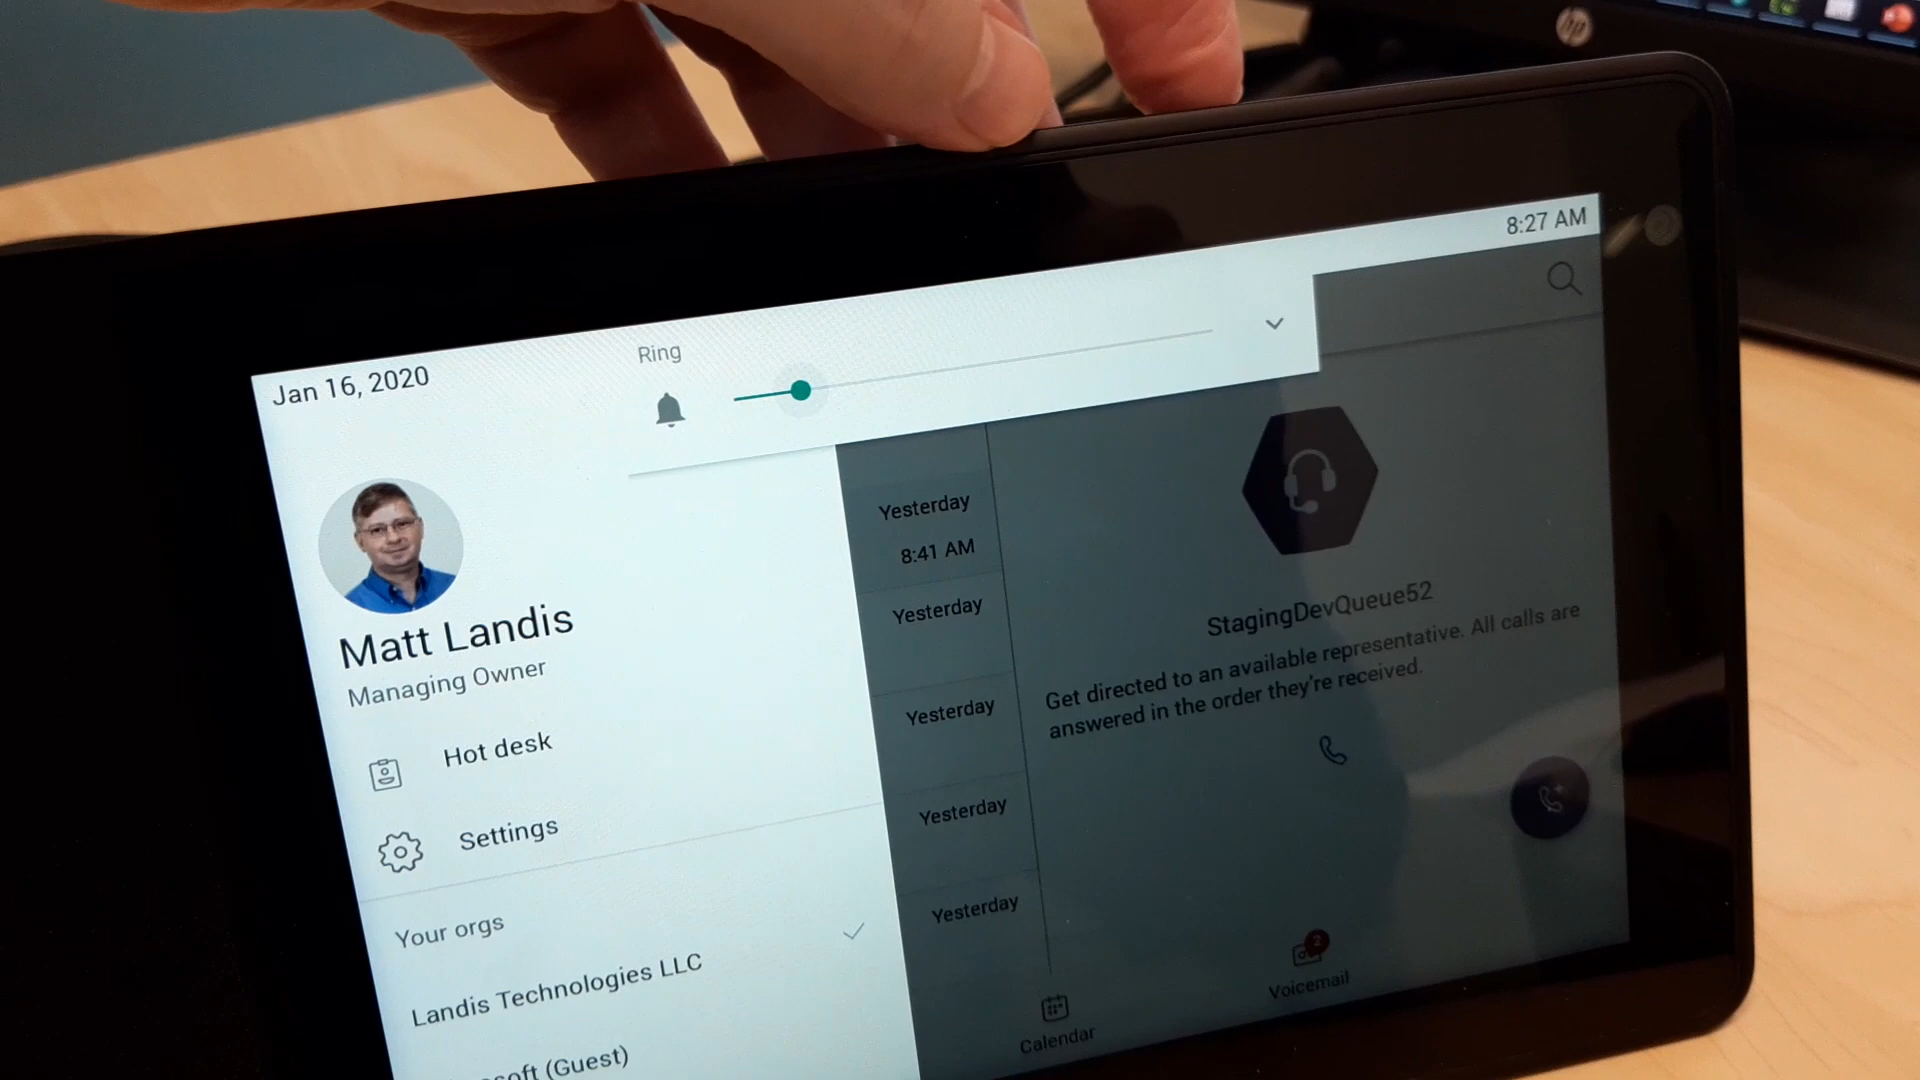 hp
8:27 AM
Jan 16, 2020
Ring
Matt Landis
Managing Owner
Hot desk
Settings
Your orgs
Landis Technologies LLC
soft (Guest)
Yesterday
8:41 AM
Yesterday
Yesterday
Yesterday
Yesterday
StagingDevQueue52
Get directed to an available representative. All calls are
answered in the order they're received.
Calendar
2
Voicemail